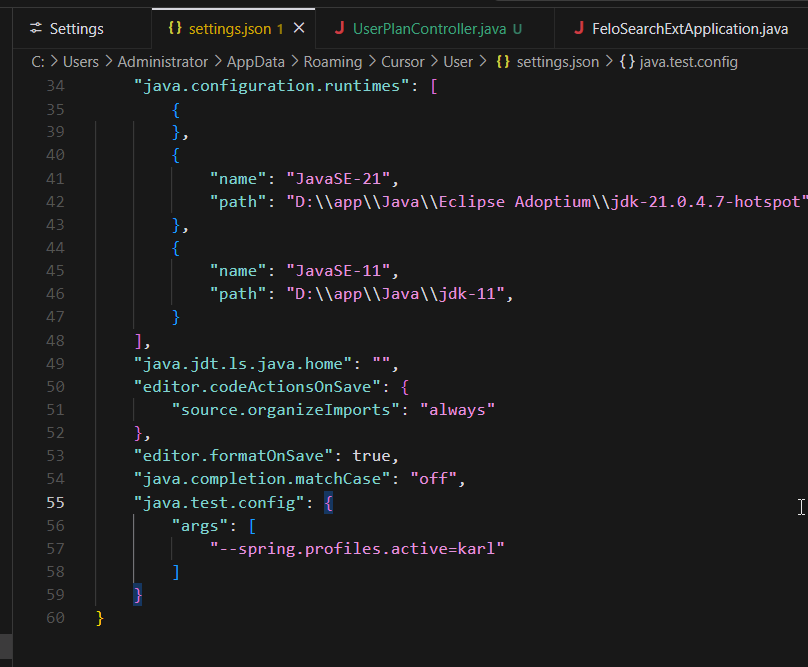 Settings
{} settings.json 1 ×
J UserPlanController.java U
J FeloSearchExtApplication.java
C: > Users > Administrator > AppData > Roaming > Cursor > User > {} settings.json > {} java.test.config
34 "java.configuration.runtimes": [
35 {
39 },
40 {
41 "name": "JavaSE-21",
42 "path": "D:\\app\\Java\\Eclipse Adoptium\\jdk-21.0.4.7-hotspot"
43 },
44 {
45 "name": "JavaSE-11",
46 "path": "D:\\app\\Java\\jdk-11",
47 }
48 ],
49 "java.jdt.ls.java.home": "",
50 "editor.codeActionsOnSave": {
51 "source.organizeImports": "always"
52 },
53 "editor.formatOnSave": true,
54 "java.completion.matchCase": "off",
55 "java.test.config": {
56 "args": [
57 "--spring.profiles.active=karl"
58 ]
59 }
60 }